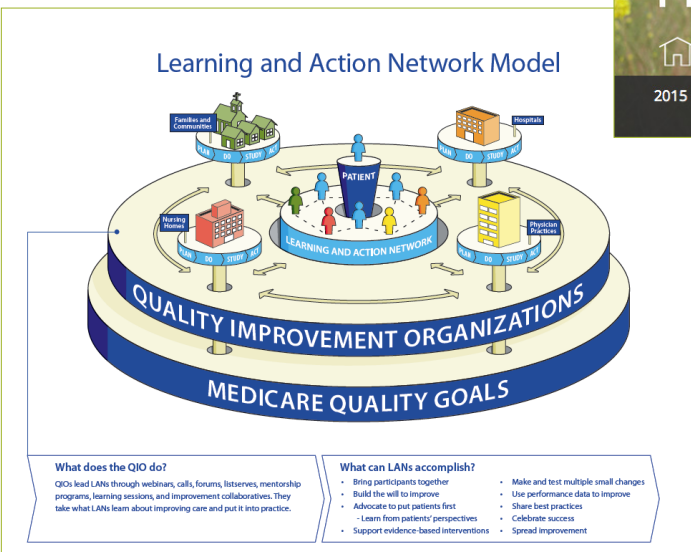 2015
Learning and Action Network Model
Families and
Communities
PLAN DO STUDY ACT
Hospitals
PLAN DO STUDY ACT
PATIENT
Nursing
Homes
PLAN DO STUDY ACT
LEARNING AND ACTION NETWORK
Physician
Practices
PLAN DO STUDY ACT
QUALITY IMPROVEMENT ORGANIZATIONS
MEDICARE QUALITY GOALS
What does the QIO do?
QIOs lead LANs through webinars, calls, forums, listserves, mentorship
programs, learning sessions, and improvement collaboratives. They
take what LANs learn about improving care and put it into practice.
What can LANs accomplish?
• Bring participants together
• Build the will to improve
• Advocate to put patients first
- Learn from patients' perspectives
• Support evidence-based interventions
• Make and test multiple small changes
• Use performance data to improve
• Share best practices
• Celebrate success
• Spread improvement